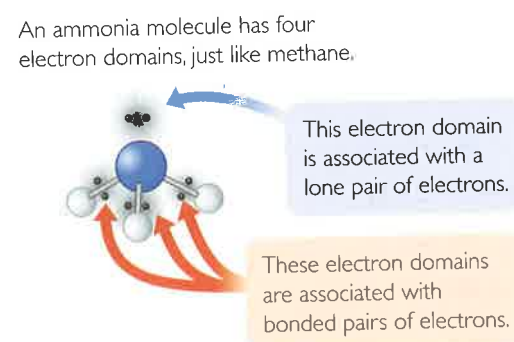 An ammonia molecule has four
electron domains, just like methane.
This electron domain
is associated with a
lone pair of electrons.
These electron domains
are associated with
bonded pairs of electrons.